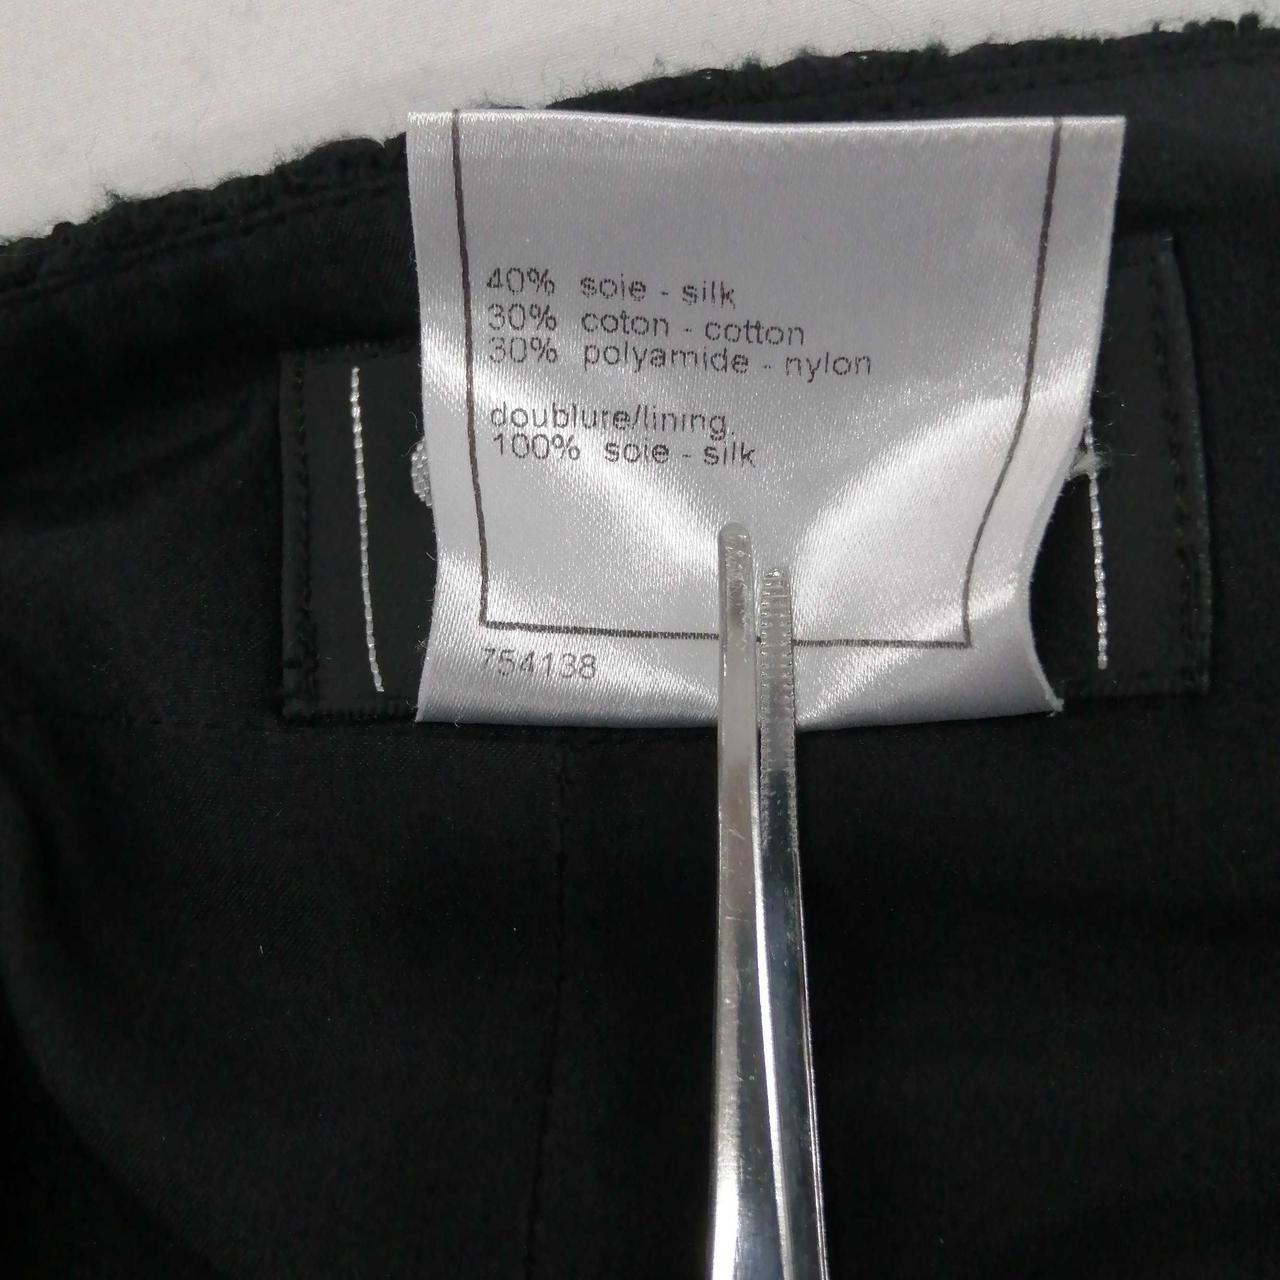 40% soie - silk
30% coton - cotton
30% polyamide - nylon
doublure/lining.
100% soie - silk
754138